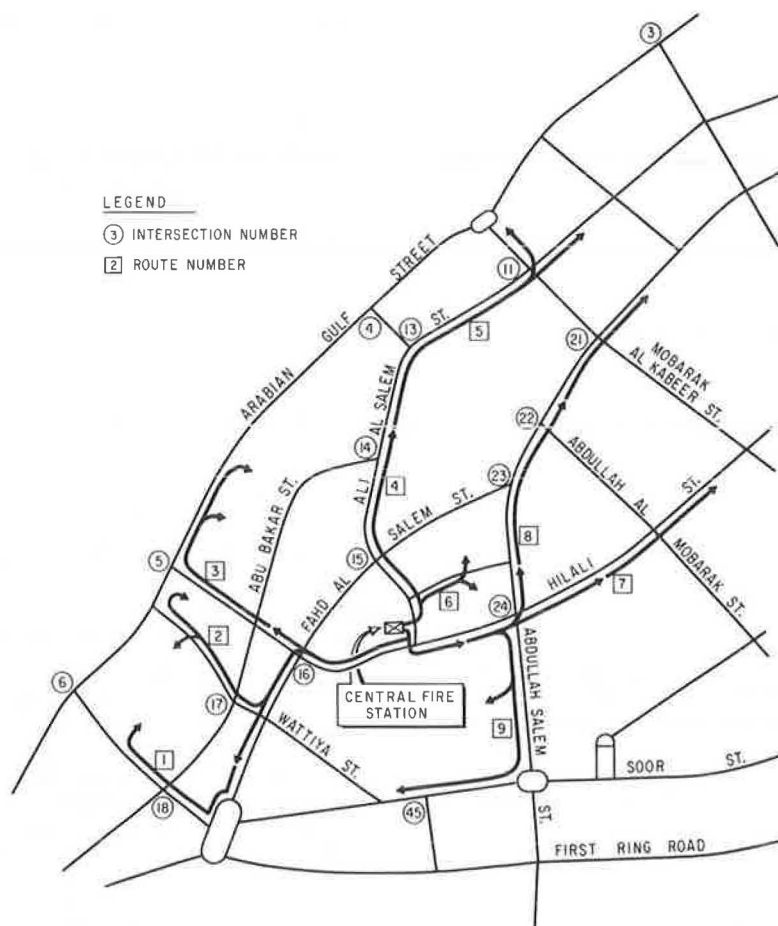 3
LEGEND
3 INTERSECTION NUMBER
2 ROUTE NUMBER
ARABIAN GULF STREET
11
4
13
ST.
5
21
MOBARAK
AL KABEER ST.
ALI AL SALEM
14
22
ABDULLAH AL
MOBARAK ST.
4
23
ABU BAKAR ST.
FAHD AL SALEM ST.
15
8
HILALI ST.
5
3
6
7
24
2
16
CENTRAL FIRE
STATION
ABDULLAH SALEM
ST.
6
17
WATTIYA ST.
9
1
SOOR ST.
18
45
FIRST RING ROAD